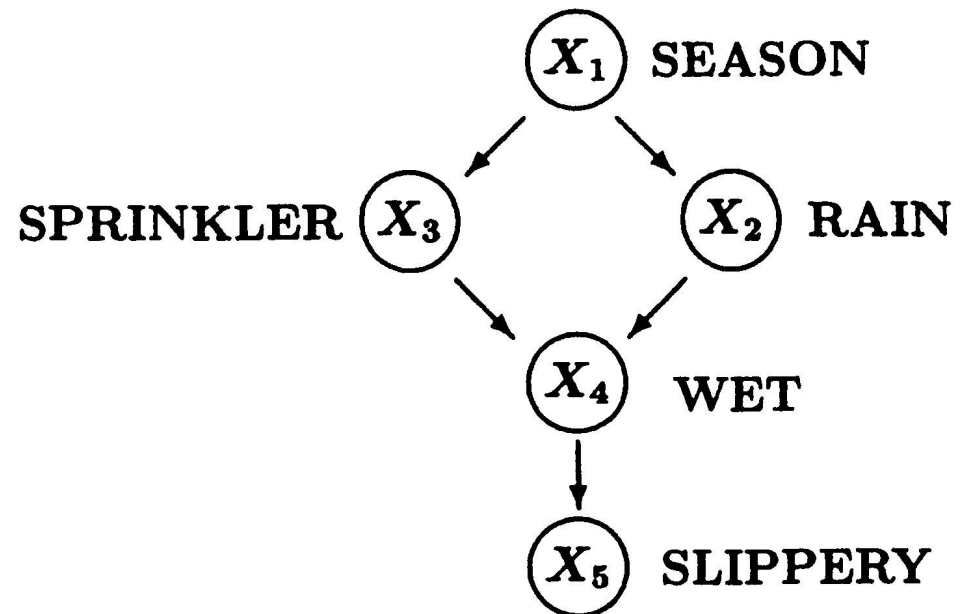 X₁ SEASON
SPRINKLER X₃ X₂ RAIN
X₄ WET
X₅ SLIPPERY